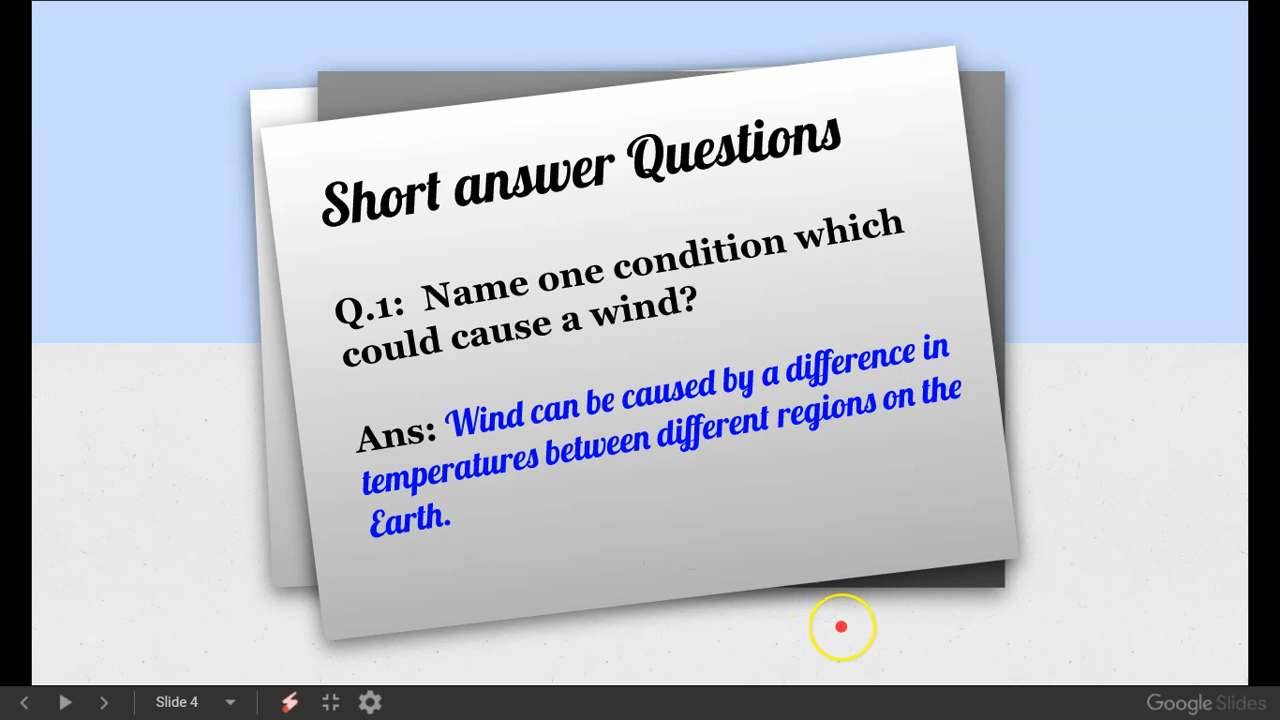 Short answer Questions
Q.1: Name one condition which
could cause a wind?
Ans: Wind can be caused by a difference in
temperatures between different regions on the
Earth.
Slide 4
Google Slides